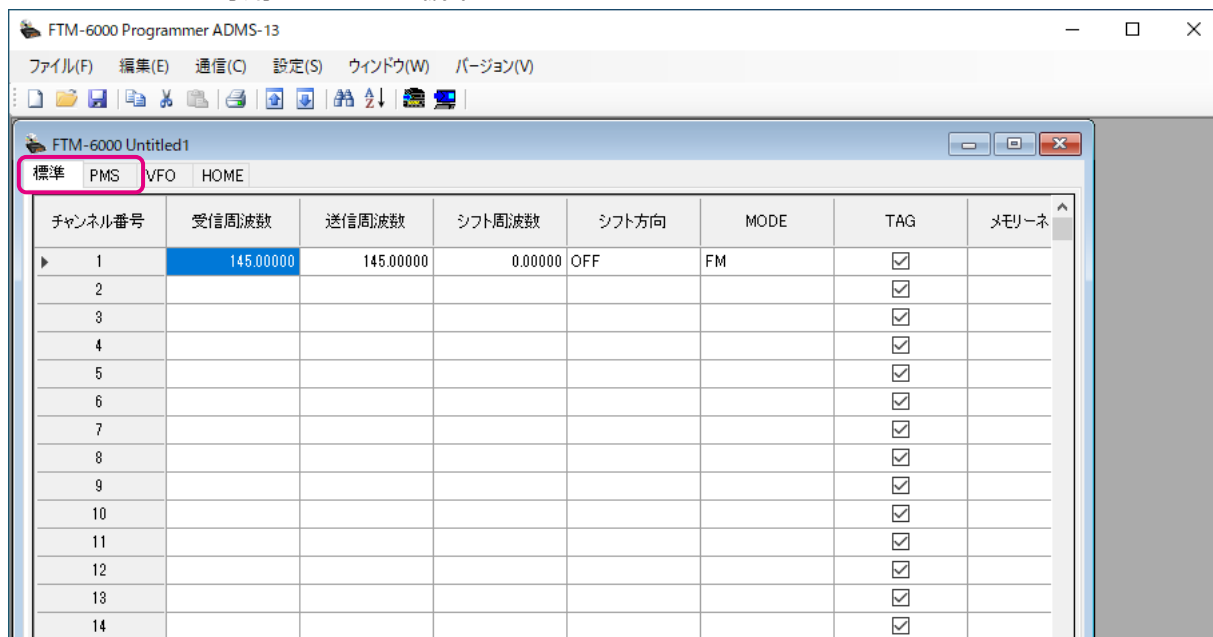 FTM-6000 Programmer ADMS-13
ファイル(F) 編集(E) 通信(C) 設定(S) ウィンドウ(W) バージョン(V)
FTM-6000 Untitled1
標準 PMS VFO HOME
チャンネル番号 受信周波数 送信周波数 シフト周波数 シフト方向 MODE TAG メモリーネ
1 145.00000 145.00000 0.00000 OFF FM
2
3
4
5
6
7
8
9
10
11
12
13
14